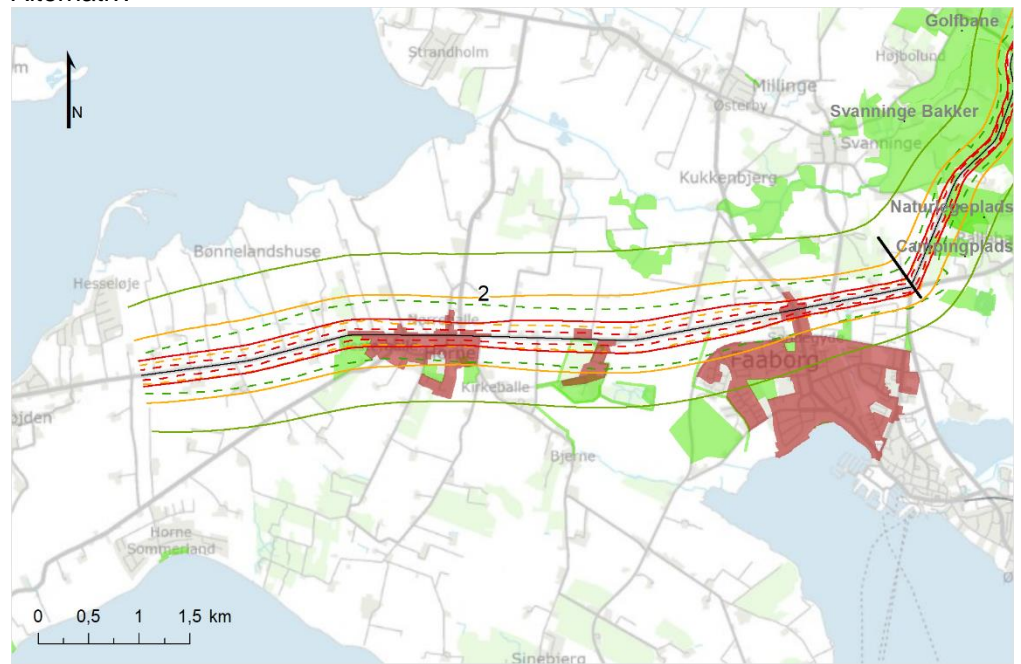 Golfbane
Strandholm
Højbolund
Millinge
Østerby
Svanninge Bakker
Svanninge
N
Kukkenbjerg
Naturlegeplads
Bønnelandshuse
Campingplads
Hesseløje
2
Horne
Faaborg
Kirkeballe
Bjerne
Horne
Sommerland
0 0,5 1 1,5 km
Sinebjerg